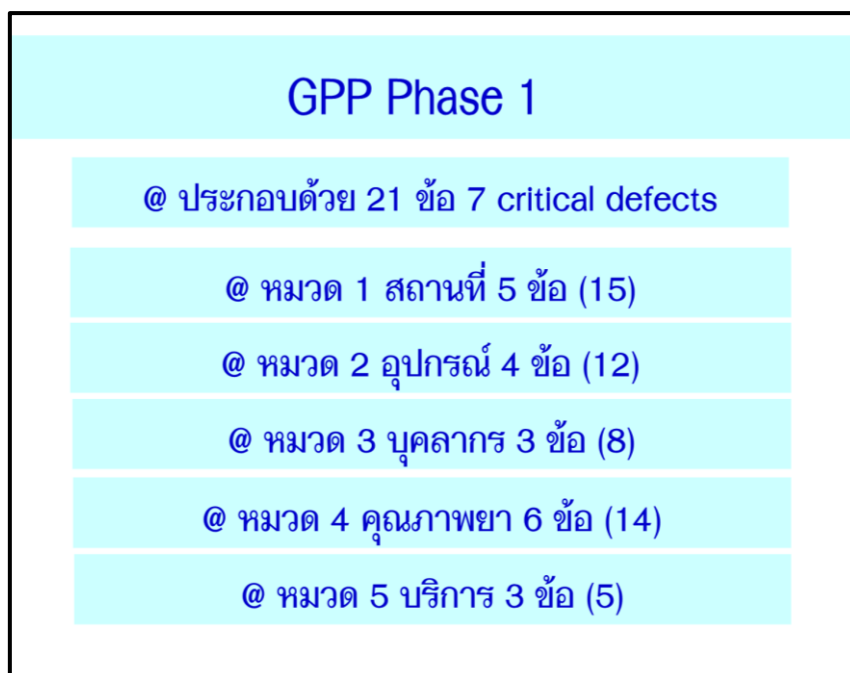 GPP Phase 1
@ ประกอบด้วย 21 ข้อ 7 critical defects
@ หมวด 1 สถานที่ 5 ข้อ (15)
@ หมวด 2 อุปกรณ์ 4 ข้อ (12)
@ หมวด 3 บุคลากร 3 ข้อ (8)
@ หมวด 4 คุณภาพยา 6 ข้อ (14)
@ หมวด 5 บริการ 3 ข้อ (5)